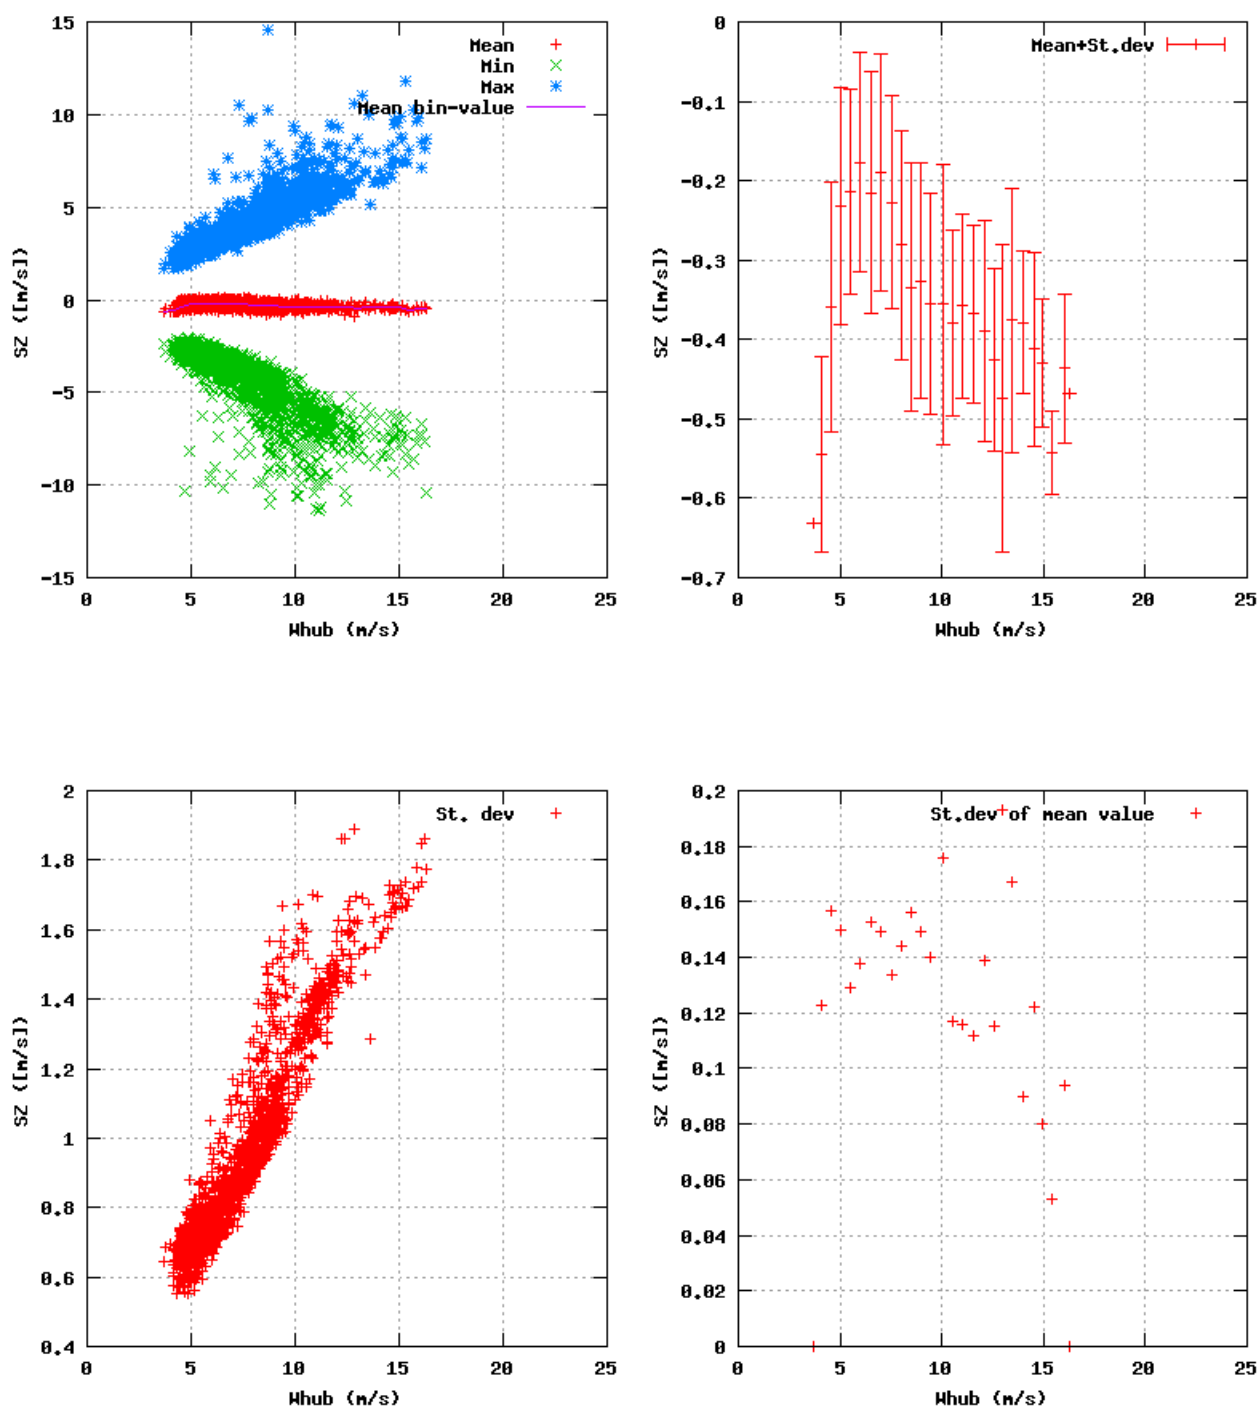 15
10
5
0
-5
-10
-15
SZ ([m/s])
Mean
Min
Max
Mean bin-value
0 5 10 15 20 25
Whub (m/s)
0
-0.1
-0.2
-0.3
-0.4
-0.5
-0.6
-0.7
SZ ([m/s])
Mean+St.dev
0 5 10 15 20 25
Whub (m/s)
2
1.8
1.6
1.4
1.2
1
0.8
0.6
0.4
SZ ([m/s])
St. dev
0 5 10 15 20 25
Whub (m/s)
0.2
0.18
0.16
0.14
0.12
0.1
0.08
0.06
0.04
0.02
0
SZ ([m/s])
St.dev of mean value
0 5 10 15 20 25
Whub (m/s)